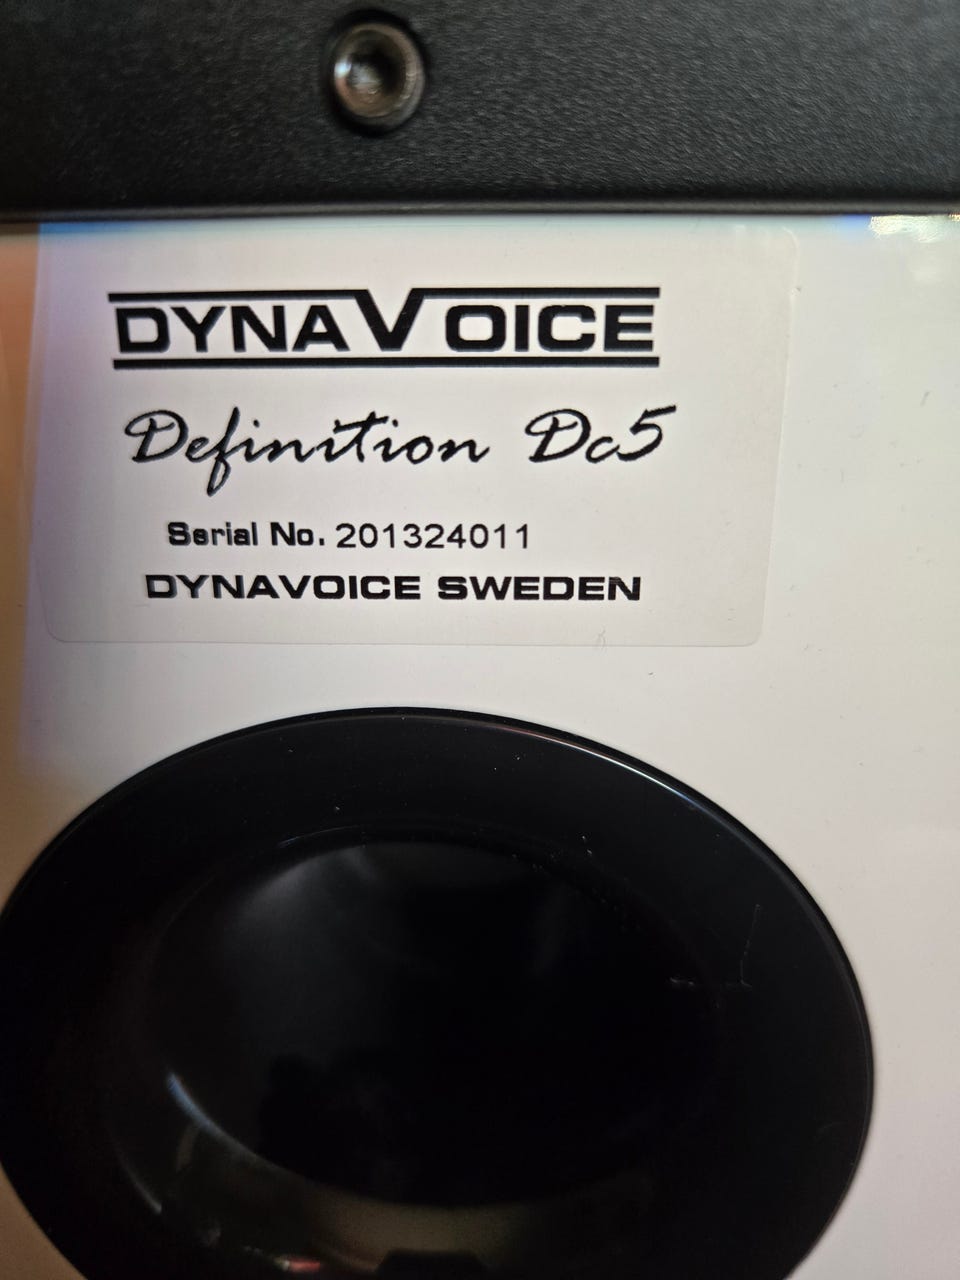 DYNAVOICE
Definition Dc5
Serial No. 201324011
DYNAVOICE SWEDEN